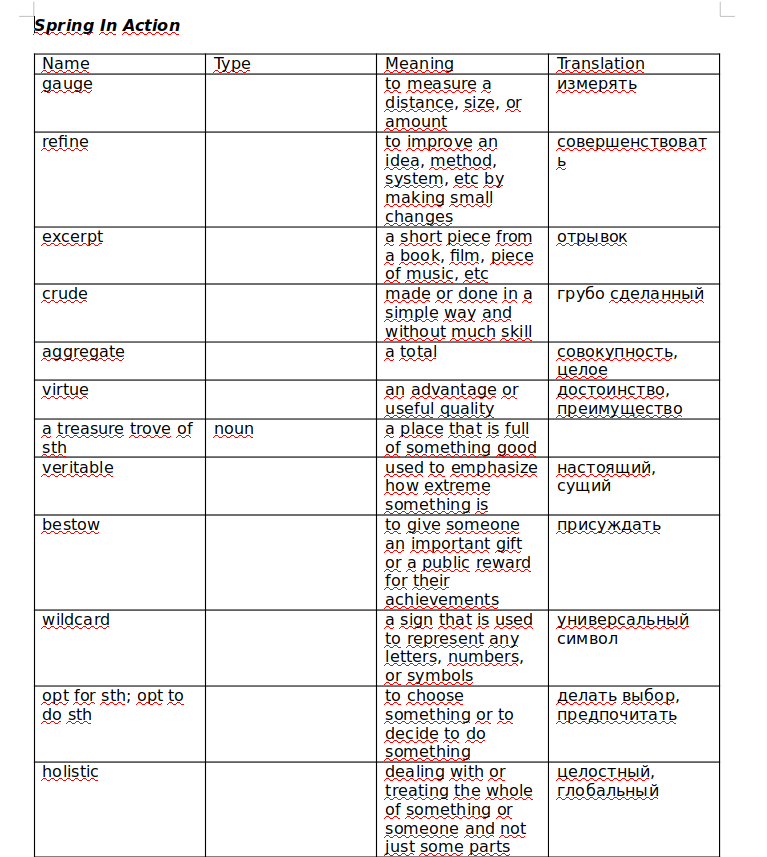 Spring In Action
Name Type Meaning Translation
gauge to measure a измерять
distance, size, or
amount
refine to improve an совершенствоват
idea, method, ь
system, etc by
making small
changes
excerpt a short piece from отрывок
a book, film, piece
of music, etc
crude made or done in a грубо сделанный
simple way and
without much skill
aggregate a total совокупность,
целое
virtue an advantage or достоинство,
useful quality преимущество
a treasure trove of noun a place that is full
sth of something good
veritable used to emphasize настоящий,
how extreme сущий
something is
bestow to give someone присуждать
an important gift
or a public reward
for their
achievements
wildcard a sign that is used универсальный
to represent any символ
letters, numbers,
or symbols
opt for sth; opt to to choose делать выбор,
do sth something or to предпочитать
decide to do
something
holistic dealing with or целостный,
treating the whole глобальный
of something or
someone and not
just some parts